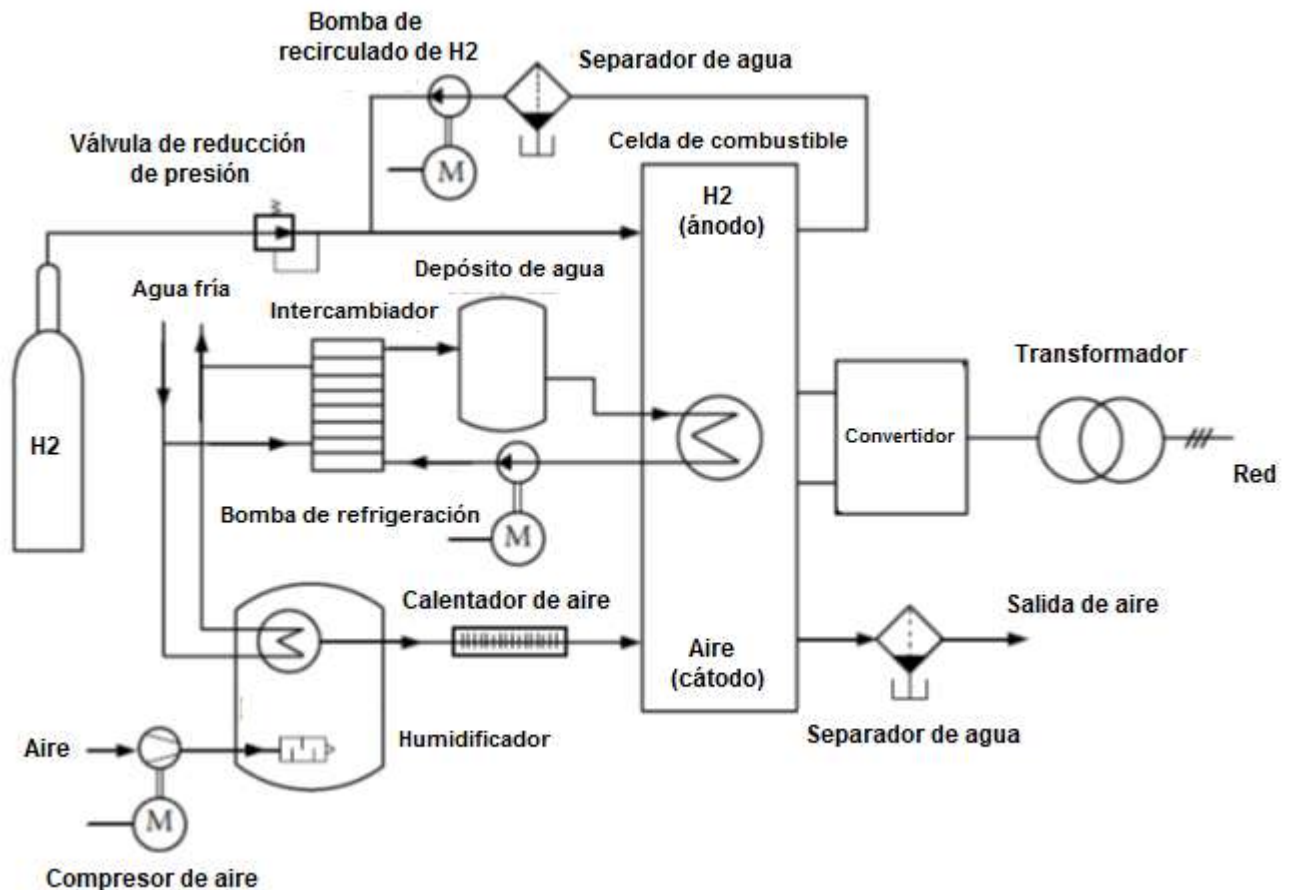 Bomba de
recirculado de H2
Separador de agua
Válvula de reducción
de presión
M
Celda de combustible
H2
(ánodo)
Depósito de agua
Agua fría
Intercambiador
Transformador
H2
Convertidor
Red
Bomba de refrigeración
M
Calentador de aire
Salida de aire
Aire
(cátodo)
Humidificador
Separador de agua
Aire
M
Compresor de aire